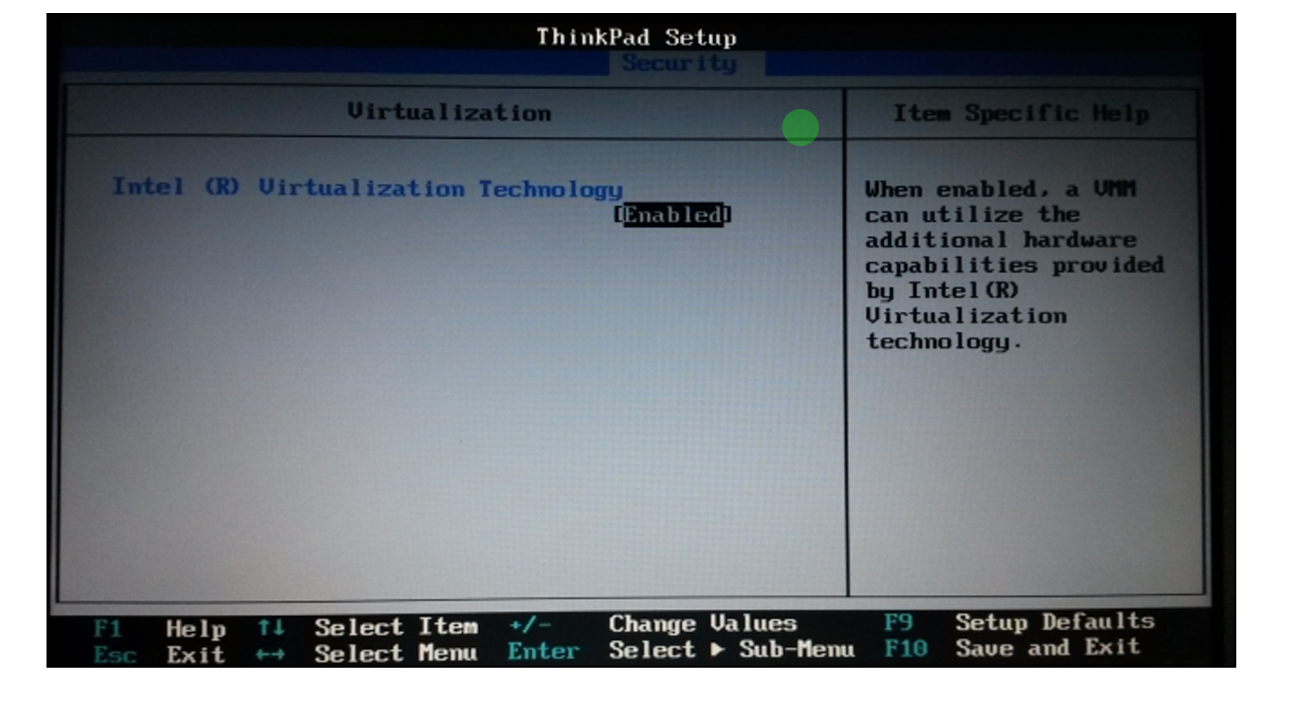 ThinkPad Setup
Security
Virtualization
Item Specific Help
Intel (R) Virtualization Technology
[Enabled]
When enabled, a VMM
can utilize the
additional hardware
capabilities provided
by Intel(R)
Virtualization
technology.
F1 Help ↑↓ Select Item +/- Change Values F9 Setup Defaults
Esc Exit ←→ Select Menu Enter Select ▶ Sub-Menu F10 Save and Exit